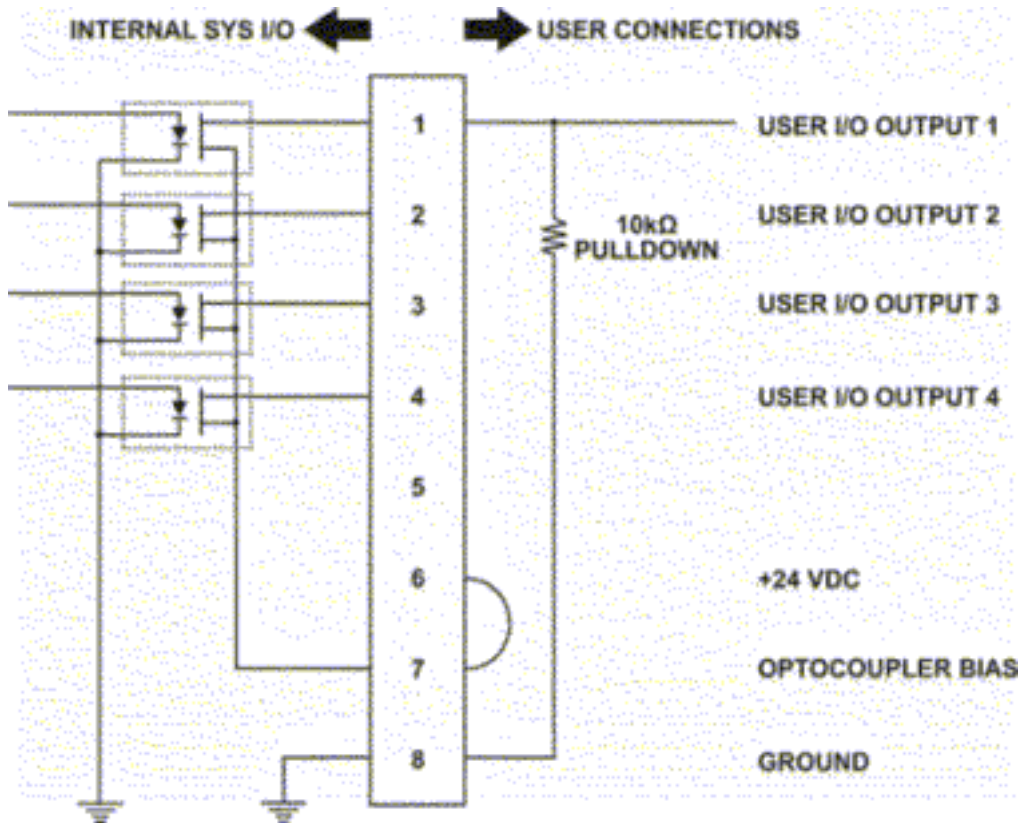 INTERNAL SYS I/O
USER CONNECTIONS
1
USER I/O OUTPUT 1
2
USER I/O OUTPUT 2
10kΩ
PULLDOWN
3
USER I/O OUTPUT 3
4
USER I/O OUTPUT 4
5
6
+24 VDC
7
OPTOCOUPLER BIAS
8
GROUND